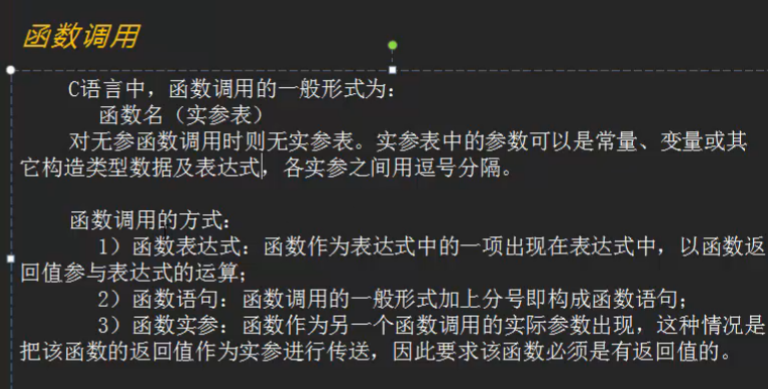 函数调用
C语言中，函数调用的一般形式为：
函数名（实参表）
对无参函数调用时则无实参表。实参表中的参数可以是常量、变量或其
它构造类型数据及表达式，各实参之间用逗号分隔。
函数调用的方式：
1）函数表达式：函数作为表达式中的一项出现在表达式中，以函数返
回值参与表达式的运算；
2）函数语句：函数调用的一般形式加上分号即构成函数语句；
3）函数实参：函数作为另一个函数调用的实际参数出现，这种情况是
把该函数的返回值作为实参进行传送，因此要求该函数必须是有返回值的。